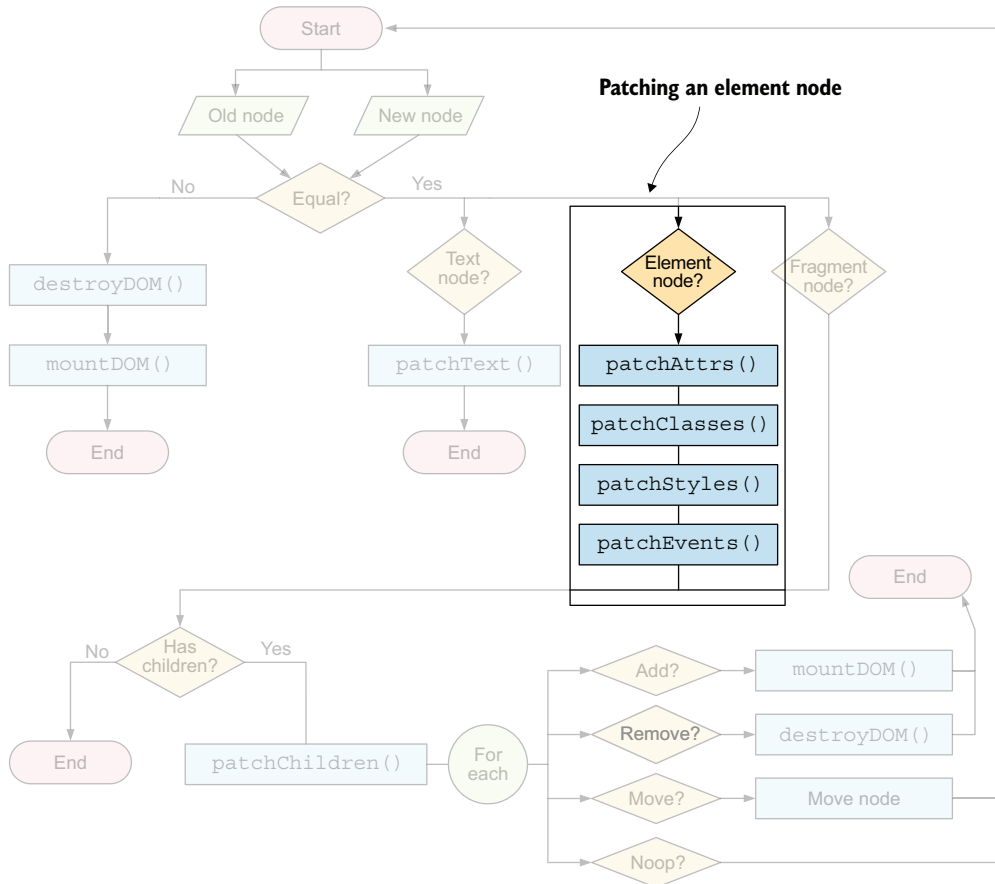 Start
Patching an element node
Old node
New node
No
Equal?
Yes
Text
node?
Element
node?
Fragment
node?
destroyDOM()
mountDOM()
patchText()
patchAttrs()
End
End
patchClasses()
patchStyles()
patchEvents()
End
No
Has
children?
Yes
Add?
mountDOM()
Remove?
destroyDOM()
End
patchChildren()
For
each
Move?
Move node
Noop?